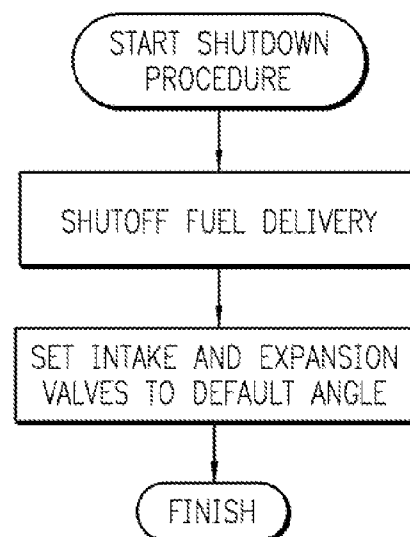 START SHUTDOWN
PROCEDURE
SHUTOFF FUEL DELIVERY
SET INTAKE AND EXPANSION
VALVES TO DEFAULT ANGLE
FINISH